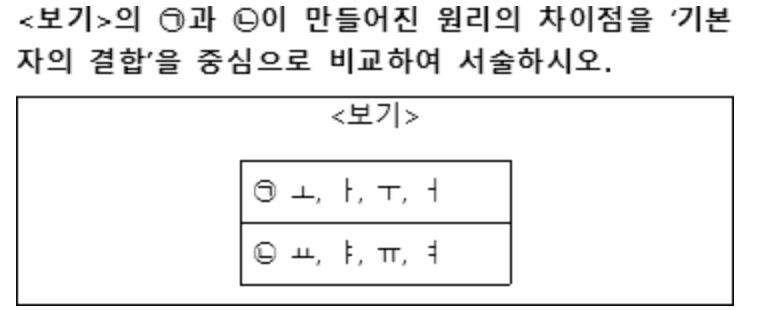 <보기>의 ㉠과 ㉡이 만들어진 원리의 차이점을 ‘기본
자의 결합’을 중심으로 비교하여 서술하시오.
<보기>
㉠ ㅗ, ㅏ, ㅜ, ㅓ
㉡ ㅛ, ㅑ, ㅠ, ㅕ